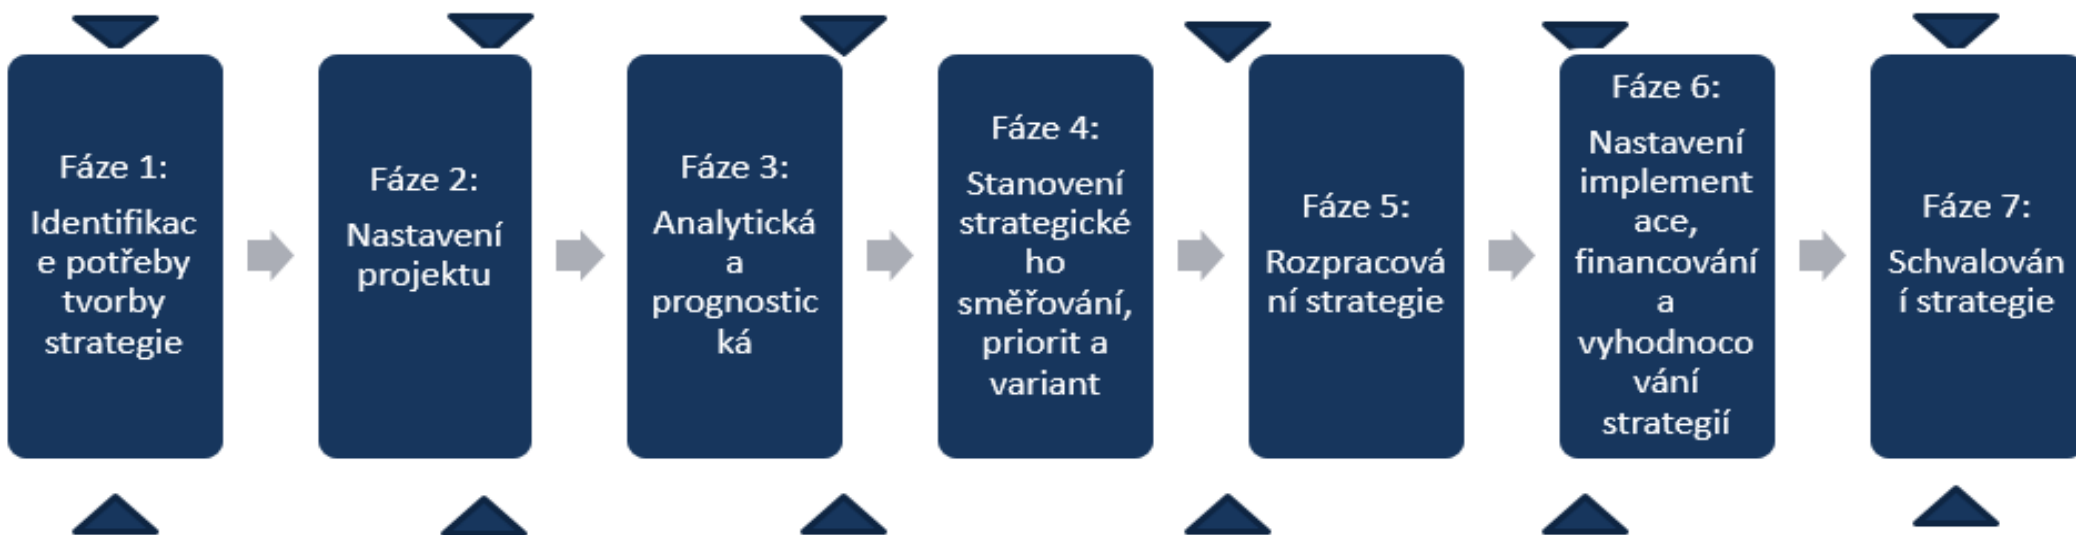 Fáze 1:
Identifikac
e potřeby
tvorby
strategie
Fáze 2:
Nastavení
projektu
Fáze 3:
Analytická
a
prognostic
ká
Fáze 4:
Stanovení
strategické
ho
směřování,
priorit a
variant
Fáze 5:
Rozpracová
ní strategie
Fáze 6:
Nastavení
implement
ace,
financování
a
vyhodnoco
vání
strategií
Fáze 7:
Schvalován
í strategie